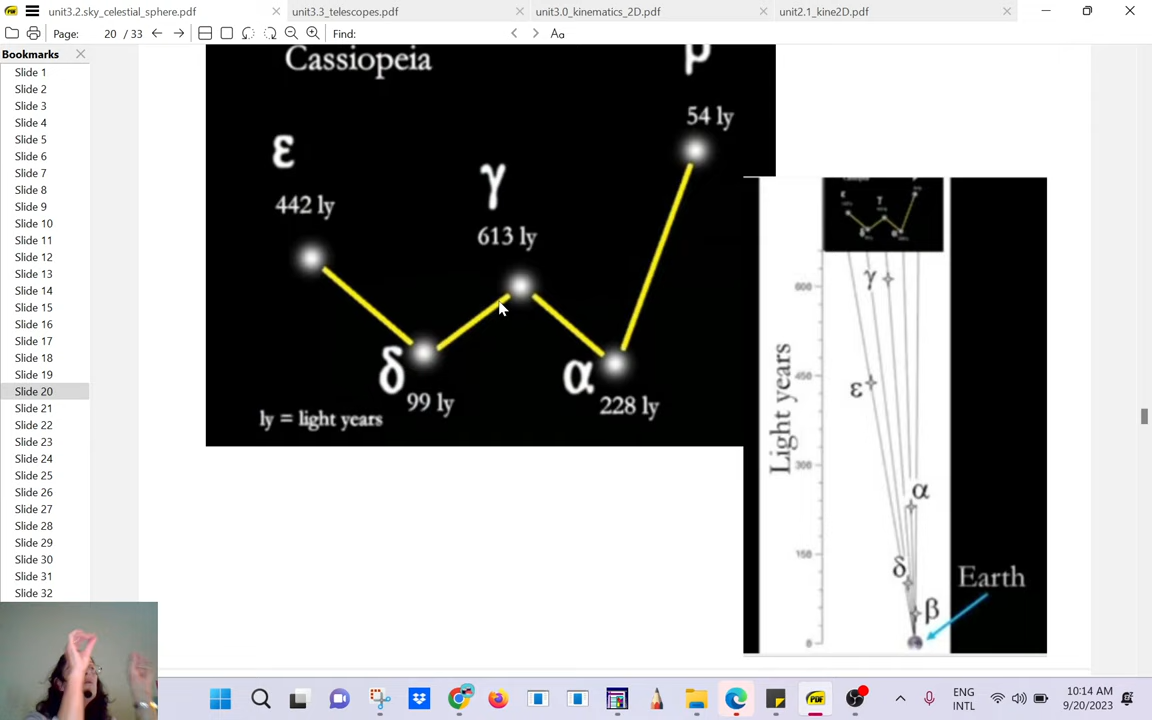 unit3.2.sky_celestial_sphere.pdf
unit3.3_telescopes.pdf
unit3.0_kinematics_2D.pdf
unit2.1_kine2D.pdf
Page: 20 / 33
Find:
Aa
Bookmarks
Slide 1
Slide 2
Slide 3
Slide 4
Slide 5
Slide 6
Slide 7
Slide 8
Slide 9
Slide 10
Slide 11
Slide 12
Slide 13
Slide 14
Slide 15
Slide 16
Slide 17
Slide 18
Slide 19
Slide 20
Slide 21
Slide 22
Slide 23
Slide 24
Slide 25
Slide 26
Slide 27
Slide 28
Slide 29
Slide 30
Slide 31
Slide 32
Cassiopeia
β
54 ly
ε
442 ly
γ
613 ly
δ
99 ly
α
228 ly
ly = light years
Light years
600
450
300
150
0
γ
ε
α
δ
β
Earth
ENG
INTL
10:14 AM
9/20/2023